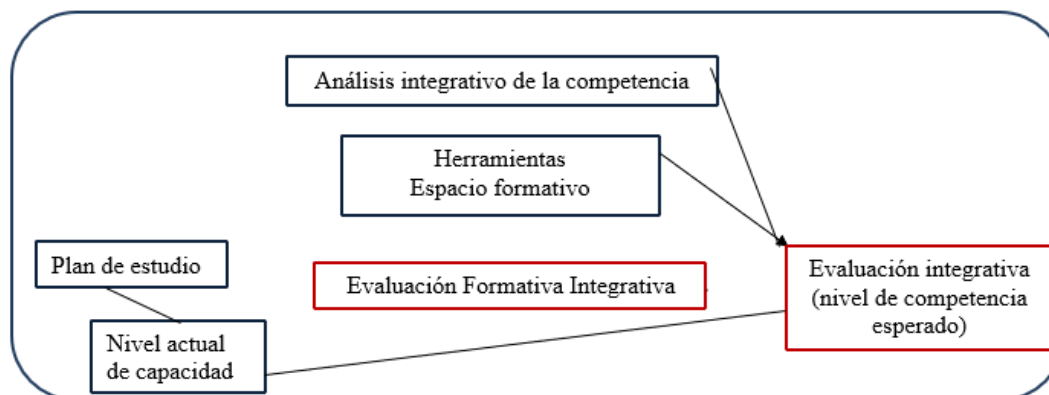 Análisis integrativo de la competencia
Herramientas
Espacio formativo
Plan de estudio
Evaluación Formativa Integrativa
Evaluación integrativa
(nivel de competencia
esperado)
Nivel actual
de capacidad